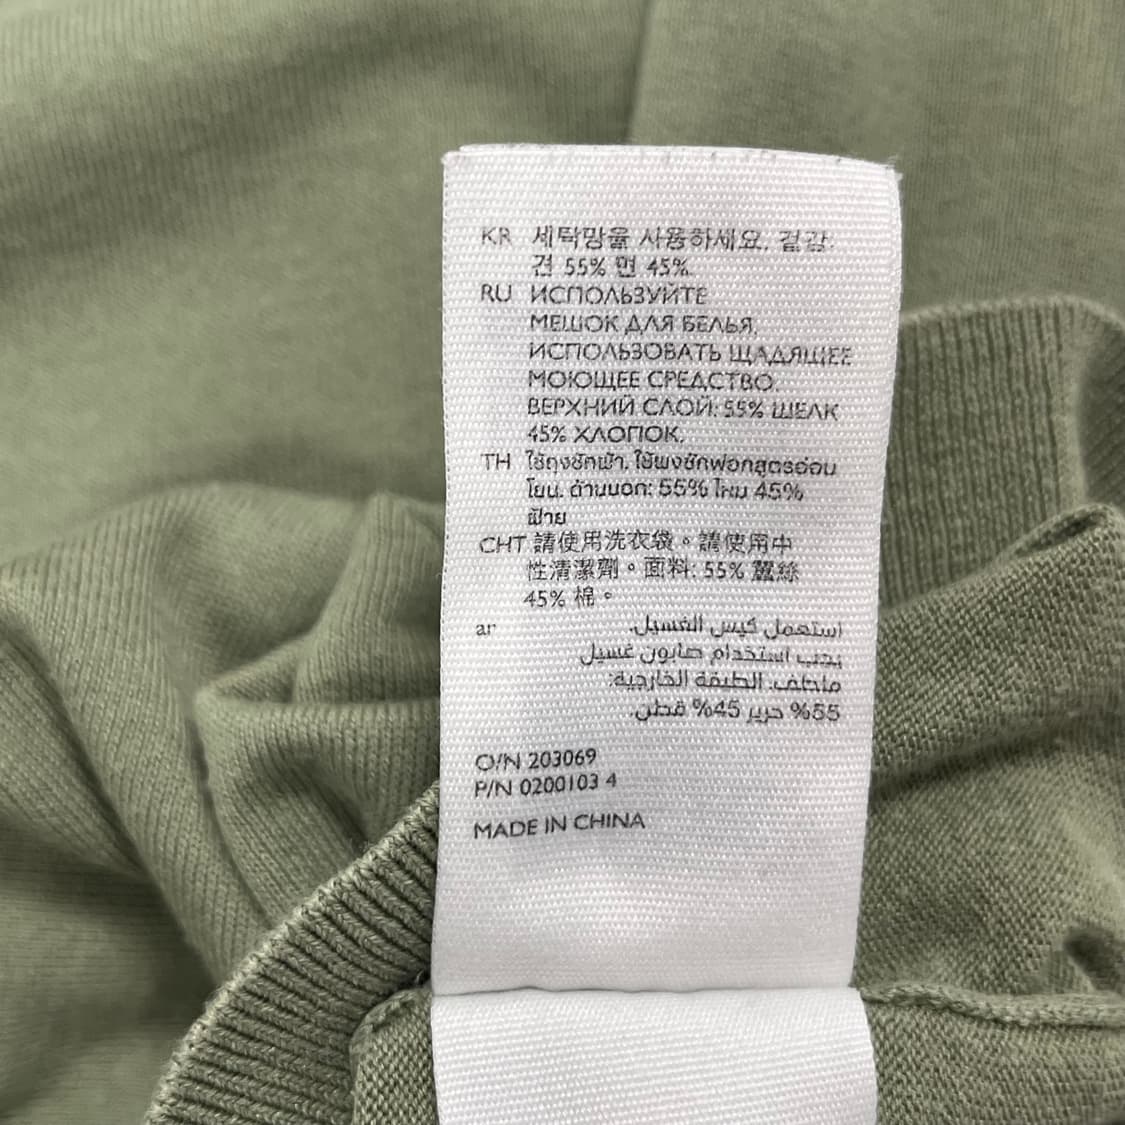 KR 세탁망을 사용하세요. 겉감:
견 55% 면 45%.
RU ИСПОЛЬЗУЙТЕ
МЕШОК ДЛЯ БЕЛЬЯ.
ИСПОЛЬЗОВАТЬ ЩАДЯЩЕЕ
МОЮЩЕЕ СРЕДСТВО.
ВЕРХНИЙ СЛОЙ: 55% ШЕЛК
45% ХЛОПОК.
TH ใช้ถุงซักผ้า. ใช้ผงซักฟอกสูตรอ่อน
โยน. ด้านนอก: 55% ไหม 45%
ฝ้าย
CHT 請使用洗衣袋。請使用中
性清潔劑。面料: 55% 蠶絲
45% 棉。
ar استعمل كيس الغسيل.
يجب استخدام صابون غسيل
ملطف. الطبقة الخارجية:
55% حرير 45% قطن.
O/N 203069
P/N 0200103 4
MADE IN CHINA